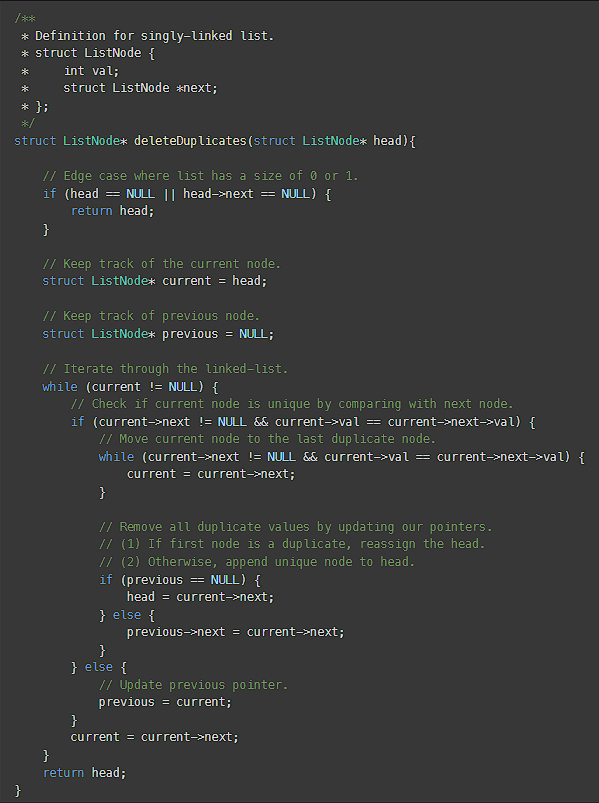 /**
 * Definition for singly-linked list.
 * struct ListNode {
 *     int val;
 *     struct ListNode *next;
 * };
 */
struct ListNode* deleteDuplicates(struct ListNode* head){

    // Edge case where list has a size of 0 or 1.
    if (head == NULL || head->next == NULL) {
        return head;
    }

    // Keep track of the current node.
    struct ListNode* current = head;

    // Keep track of previous node.
    struct ListNode* previous = NULL;

    // Iterate through the linked-list.
    while (current != NULL) {
        // Check if current node is unique by comparing with next node.
        if (current->next != NULL && current->val == current->next->val) {
            // Move current node to the last duplicate node.
            while (current->next != NULL && current->val == current->next->val) {
                current = current->next;
            }

            // Remove all duplicate values by updating our pointers.
            // (1) If first node is a duplicate, reassign the head.
            // (2) Otherwise, append unique node to head.
            if (previous == NULL) {
                head = current->next;
            } else {
                previous->next = current->next;
            }
        } else {
            // Update previous pointer.
            previous = current;
        }
        current = current->next;
    }
    return head;
}